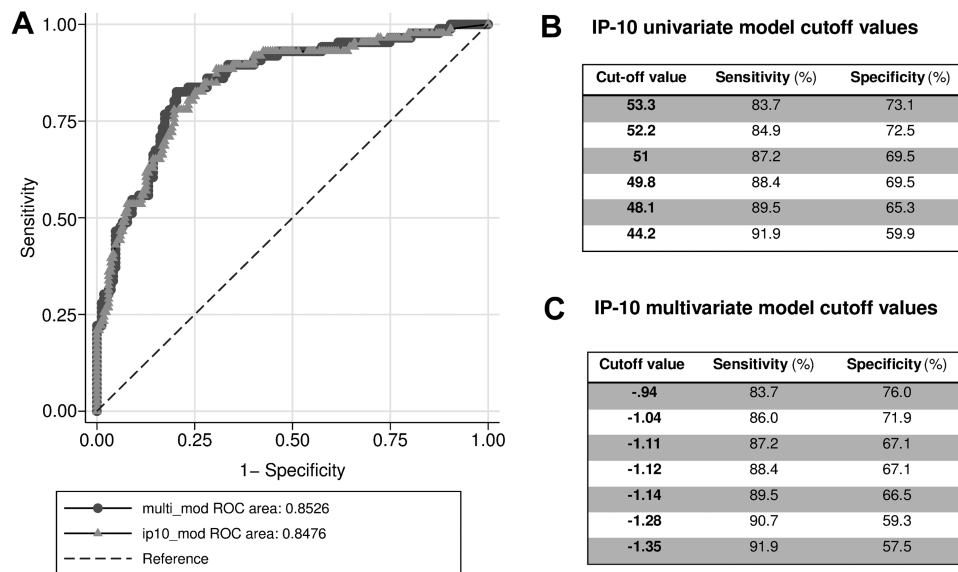 A
1.00
0.75
0.50
0.25
0.00
Sensitivity
0.00 0.25 0.50 0.75 1.00
1− Specificity
multi_mod ROC area: 0.8526
ip10_mod ROC area: 0.8476
Reference
B IP-10 univariate model cutoff values
Cut-off value Sensitivity (%) Specificity (%)
53.3 83.7 73.1
52.2 84.9 72.5
51 87.2 69.5
49.8 88.4 69.5
48.1 89.5 65.3
44.2 91.9 59.9
C IP-10 multivariate model cutoff values
Cutoff value Sensitivity (%) Specificity (%)
-.94 83.7 76.0
-1.04 86.0 71.9
-1.11 87.2 67.1
-1.12 88.4 67.1
-1.14 89.5 66.5
-1.28 90.7 59.3
-1.35 91.9 57.5